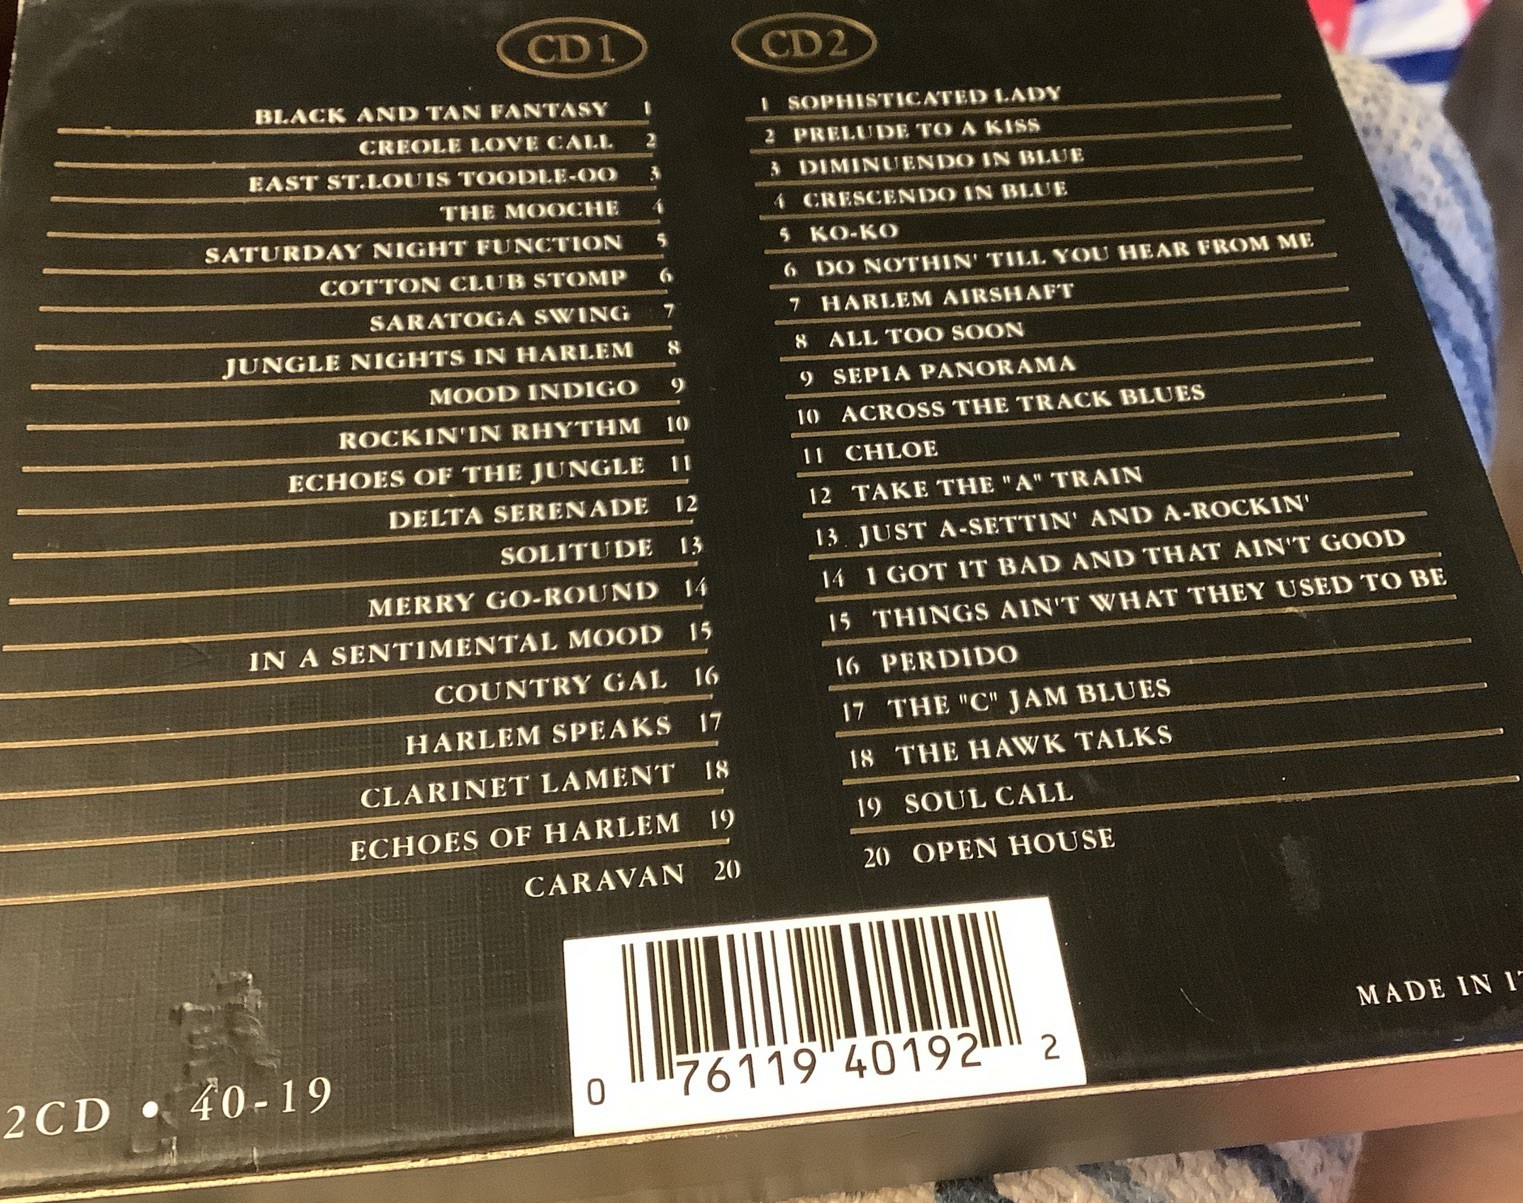 CD 1
BLACK AND TAN FANTASY 1
CREOLE LOVE CALL 2
EAST ST.LOUIS TOODLE-OO 3
THE MOOCHE 4
SATURDAY NIGHT FUNCTION 5
COTTON CLUB STOMP 6
SARATOGA SWING 7
JUNGLE NIGHTS IN HARLEM 8
MOOD INDIGO 9
ROCKIN'IN RHYTHM 10
ECHOES OF THE JUNGLE 11
DELTA SERENADE 12
SOLITUDE 13
MERRY GO-ROUND 14
IN A SENTIMENTAL MOOD 15
COUNTRY GAL 16
HARLEM SPEAKS 17
CLARINET LAMENT 18
ECHOES OF HARLEM 19
CARAVAN 20
CD 2
1 SOPHISTICATED LADY
2 PRELUDE TO A KISS
3 DIMINUENDO IN BLUE
4 CRESCENDO IN BLUE
5 KO-KO
6 DO NOTHIN' TILL YOU HEAR FROM ME
7 HARLEM AIRSHAFT
8 ALL TOO SOON
9 SEPIA PANORAMA
10 ACROSS THE TRACK BLUES
11 CHLOE
12 TAKE THE "A" TRAIN
13 JUST A-SETTIN' AND A-ROCKIN'
14 I GOT IT BAD AND THAT AIN'T GOOD
15 THINGS AIN'T WHAT THEY USED TO BE
16 PERDIDO
17 THE "C" JAM BLUES
18 THE HAWK TALKS
19 SOUL CALL
20 OPEN HOUSE
MADE IN
0 76119 40192 2
2CD • 40-19